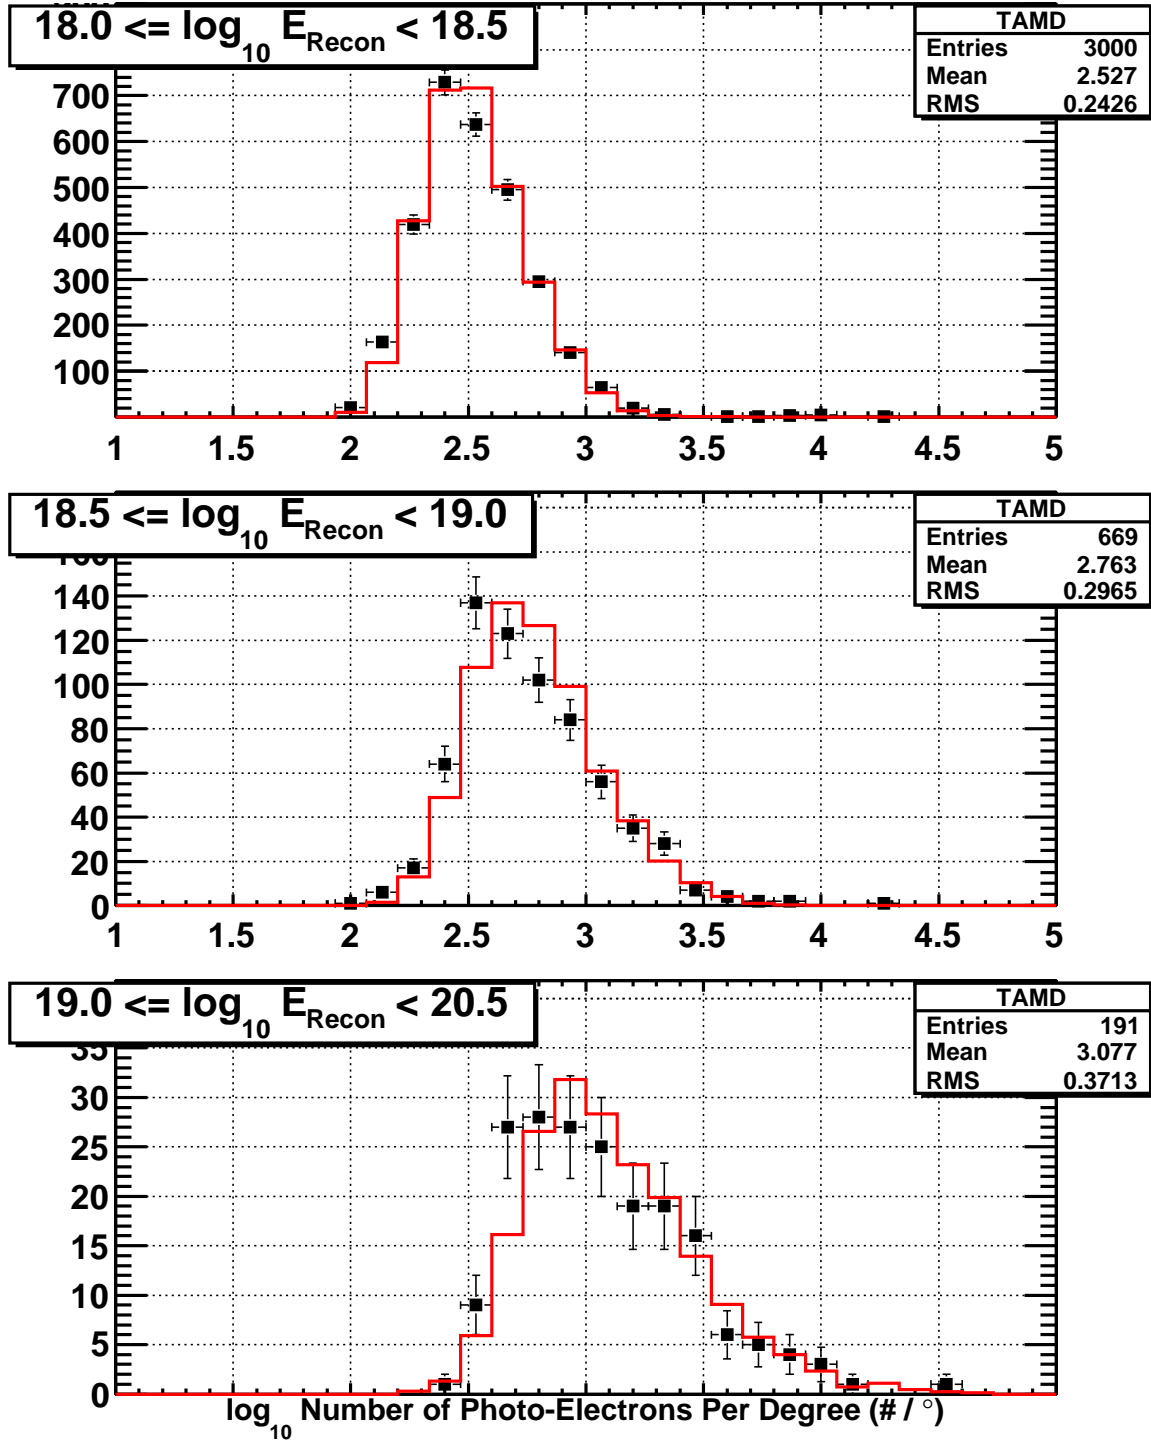 18.0 <= log10 ERecon < 18.5
TAMD
Entries 3000
Mean 2.527
RMS 0.2426
700
600
500
400
300
200
100
1 1.5 2 2.5 3 3.5 4 4.5 5
18.5 <= log10 ERecon < 19.0
TAMD
Entries 669
Mean 2.763
RMS 0.2965
160
140
120
100
80
60
40
20
0
1 1.5 2 2.5 3 3.5 4 4.5 5
19.0 <= log10 ERecon < 20.5
TAMD
Entries 191
Mean 3.077
RMS 0.3713
35
30
25
20
15
10
5
0
log10 Number of Photo-Electrons Per Degree (# / °)